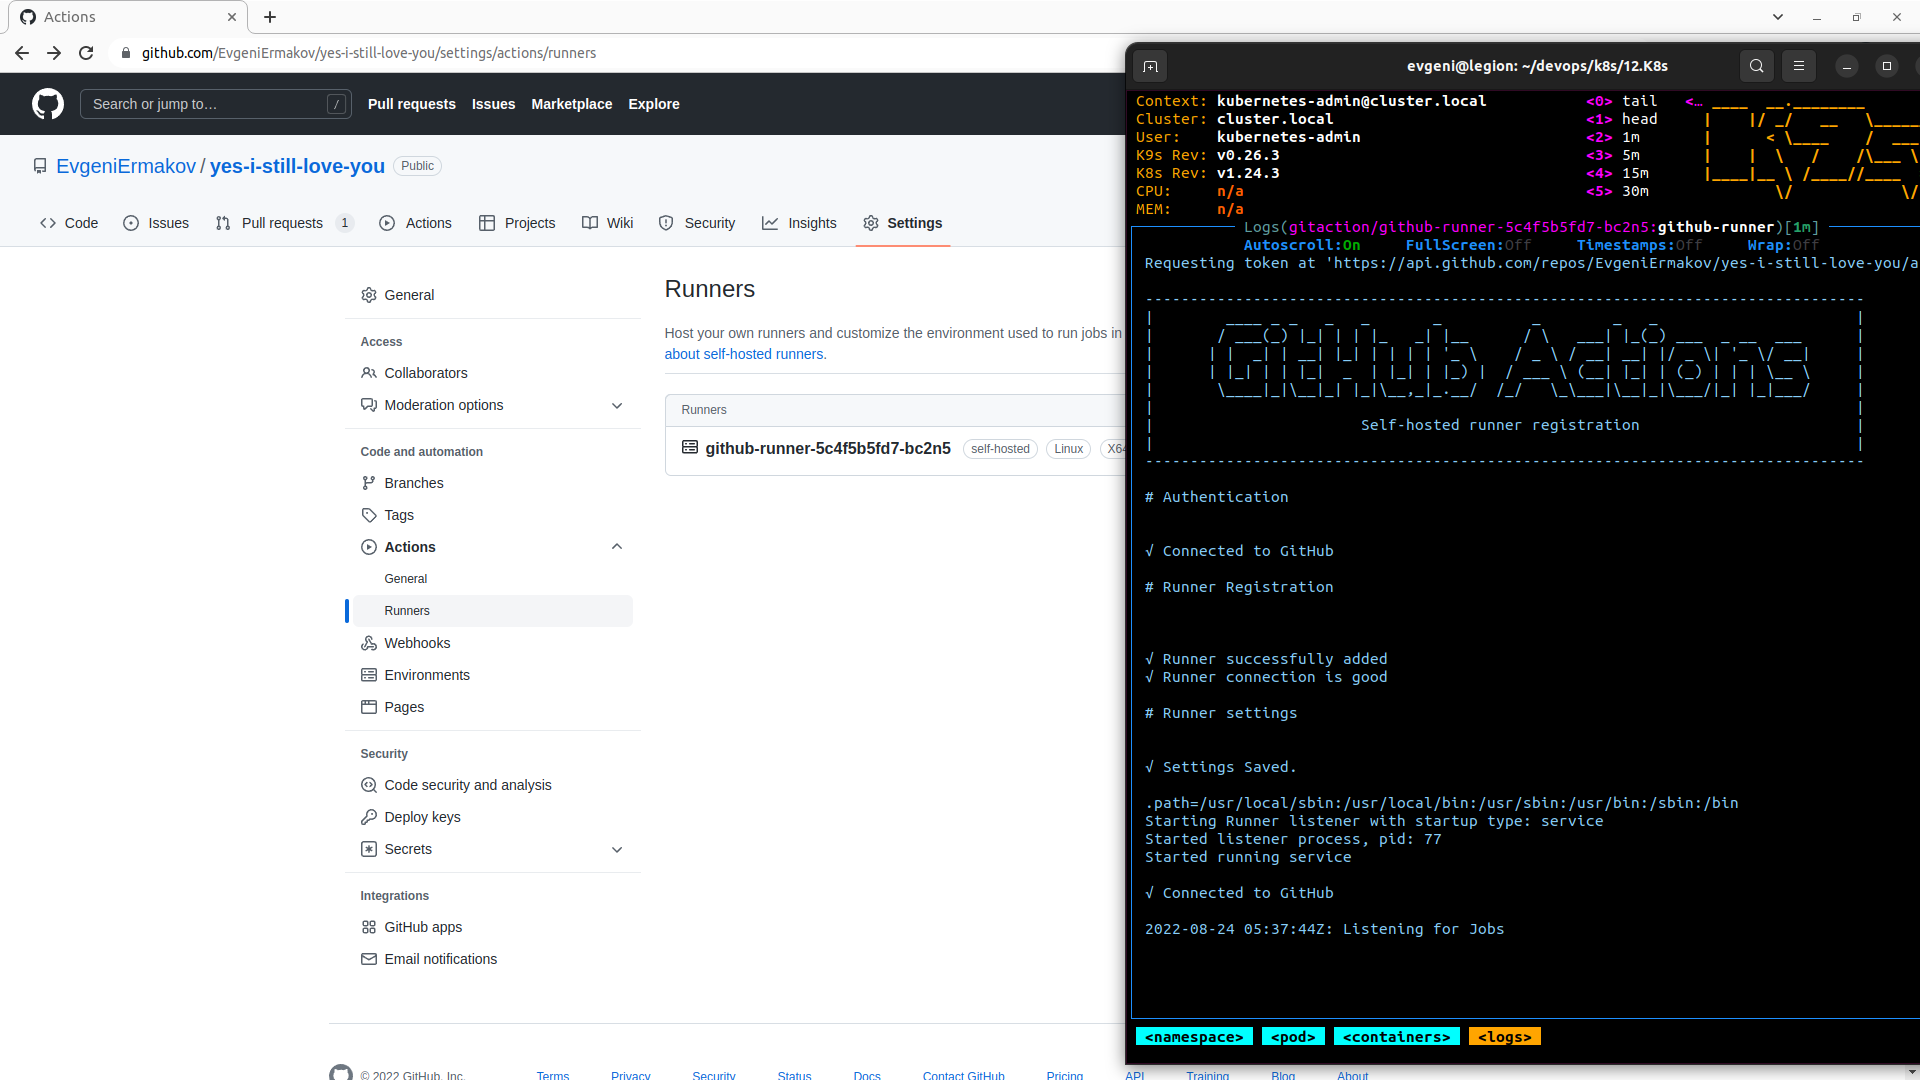 Actions
github.com/EvgeniErmakov/yes-i-still-love-you/settings/actions/runners
Search or jump to… /
Pull requests Issues Marketplace Explore
EvgeniErmakov / yes-i-still-love-you Public
Code Issues Pull requests 1 Actions Projects Wiki Security Insights Settings
General
Access
Collaborators
Moderation options
Code and automation
Branches
Tags
Actions
General
Runners
Webhooks
Environments
Pages
Security
Code security and analysis
Deploy keys
Secrets
Integrations
GitHub apps
Email notifications
Runners
Host your own runners and customize the environment used to run jobs in
about self-hosted runners.
Runners
github-runner-5c4f5b5fd7-bc2n5 self-hosted Linux X64
© 2022 GitHub, Inc. Terms Privacy Security Status Docs Contact GitHub Pricing API Training Blog About
evgeni@legion: ~/devops/k8s/12.K8s
Context: kubernetes-admin@cluster.local <0> tail <…
Cluster: cluster.local <1> head
User: kubernetes-admin <2> 1m
K9s Rev: v0.26.3 <3> 5m
K8s Rev: v1.24.3 <4> 15m
CPU: n/a <5> 30m
MEM: n/a
K9s
Logs(gitaction/github-runner-5c4f5b5fd7-bc2n5:github-runner)[1m]
Autoscroll:On FullScreen:Off Timestamps:Off Wrap:Off
Requesting token at 'https://api.github.com/repos/EvgeniErmakov/yes-i-still-love-you/a
GitHub Actions
Self-hosted runner registration
# Authentication
√ Connected to GitHub
# Runner Registration
√ Runner successfully added
√ Runner connection is good
# Runner settings
√ Settings Saved.
.path=/usr/local/sbin:/usr/local/bin:/usr/sbin:/usr/bin:/sbin:/bin
Starting Runner listener with startup type: service
Started listener process, pid: 77
Started running service
√ Connected to GitHub
2022-08-24 05:37:44Z: Listening for Jobs
<namespace> <pod> <containers> <logs>